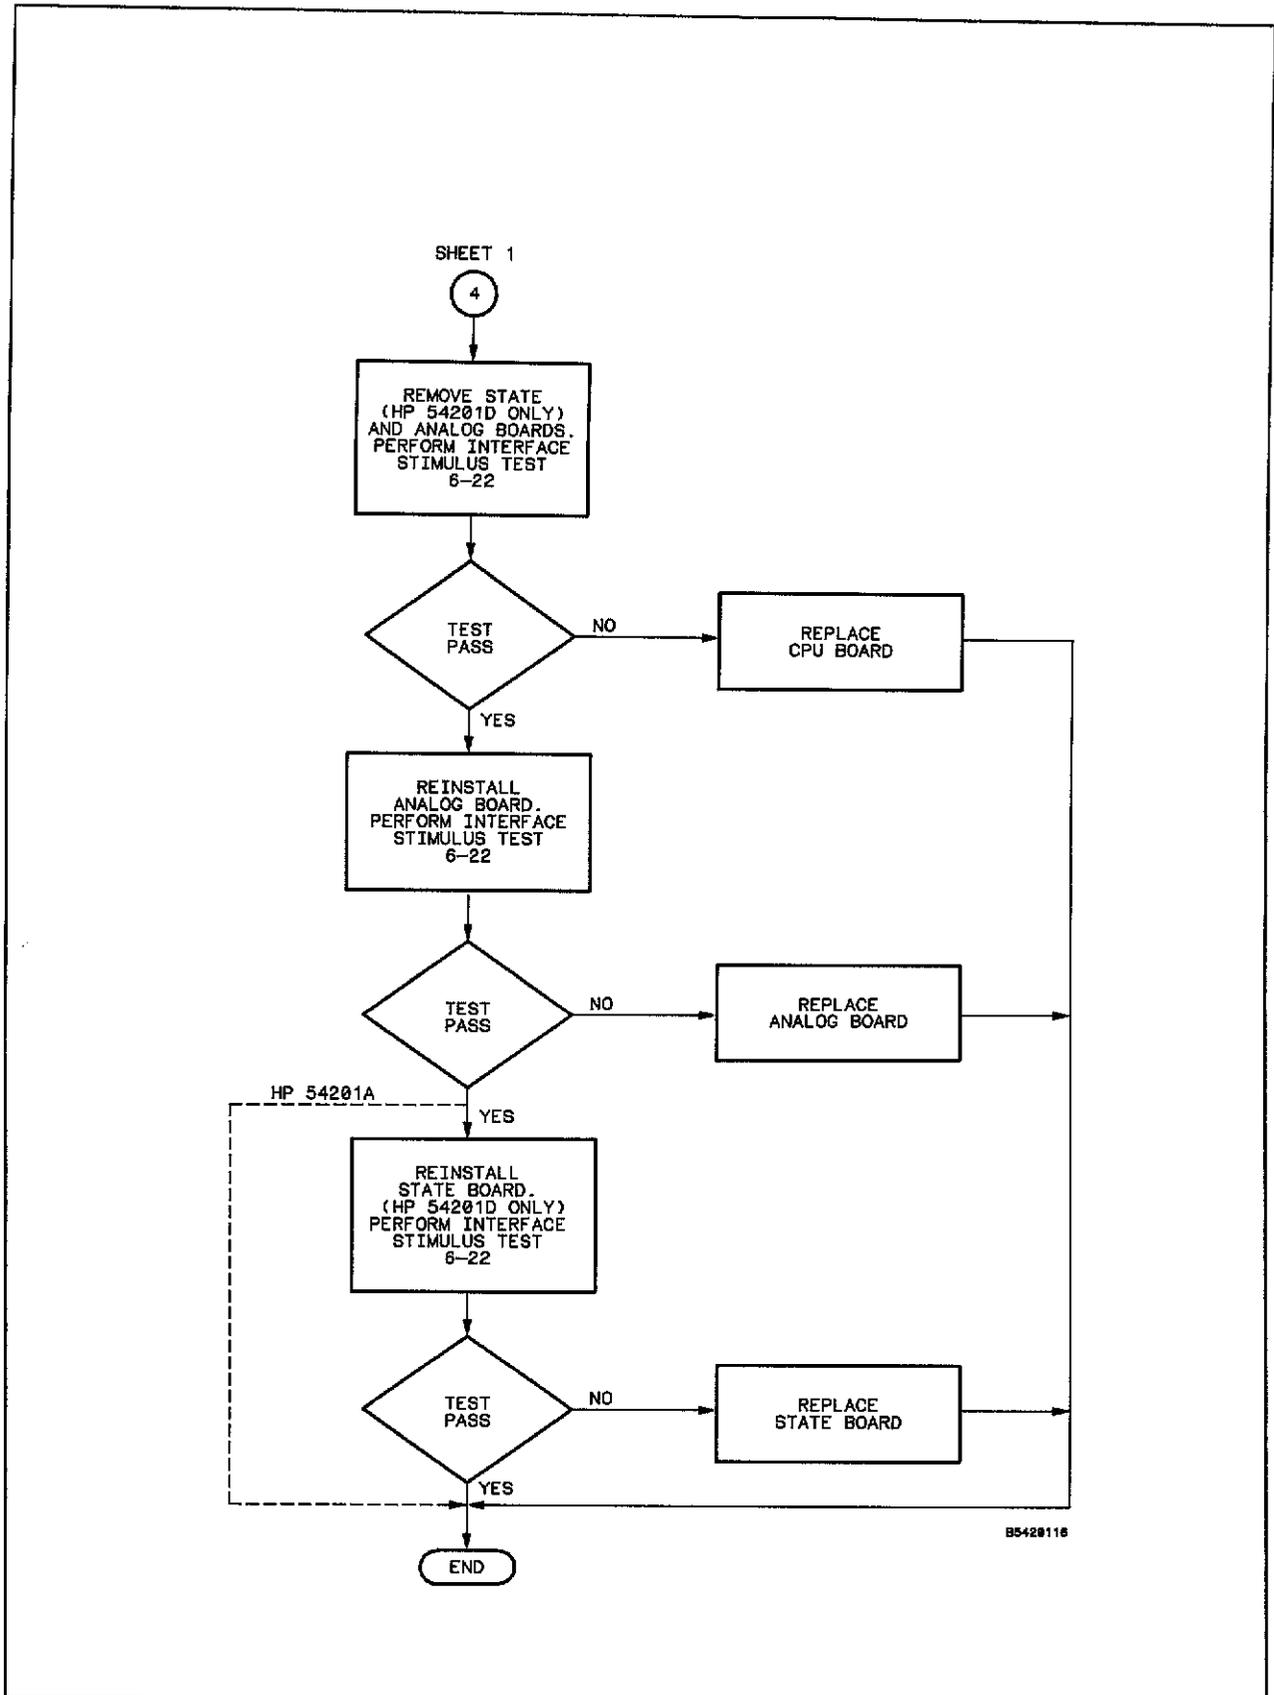 SHEET 1
4
REMOVE STATE
(HP 54201D ONLY)
AND ANALOG BOARDS.
PERFORM INTERFACE
STIMULUS TEST
6-22
TEST
PASS
NO
REPLACE
CPU BOARD
YES
REINSTALL
ANALOG BOARD.
PERFORM INTERFACE
STIMULUS TEST
6-22
TEST
PASS
NO
REPLACE
ANALOG BOARD
HP 54201A
YES
REINSTALL
STATE BOARD.
(HP 54201D ONLY)
PERFORM INTERFACE
STIMULUS TEST
6-22
TEST
PASS
NO
REPLACE
STATE BOARD
YES
B5420116
END